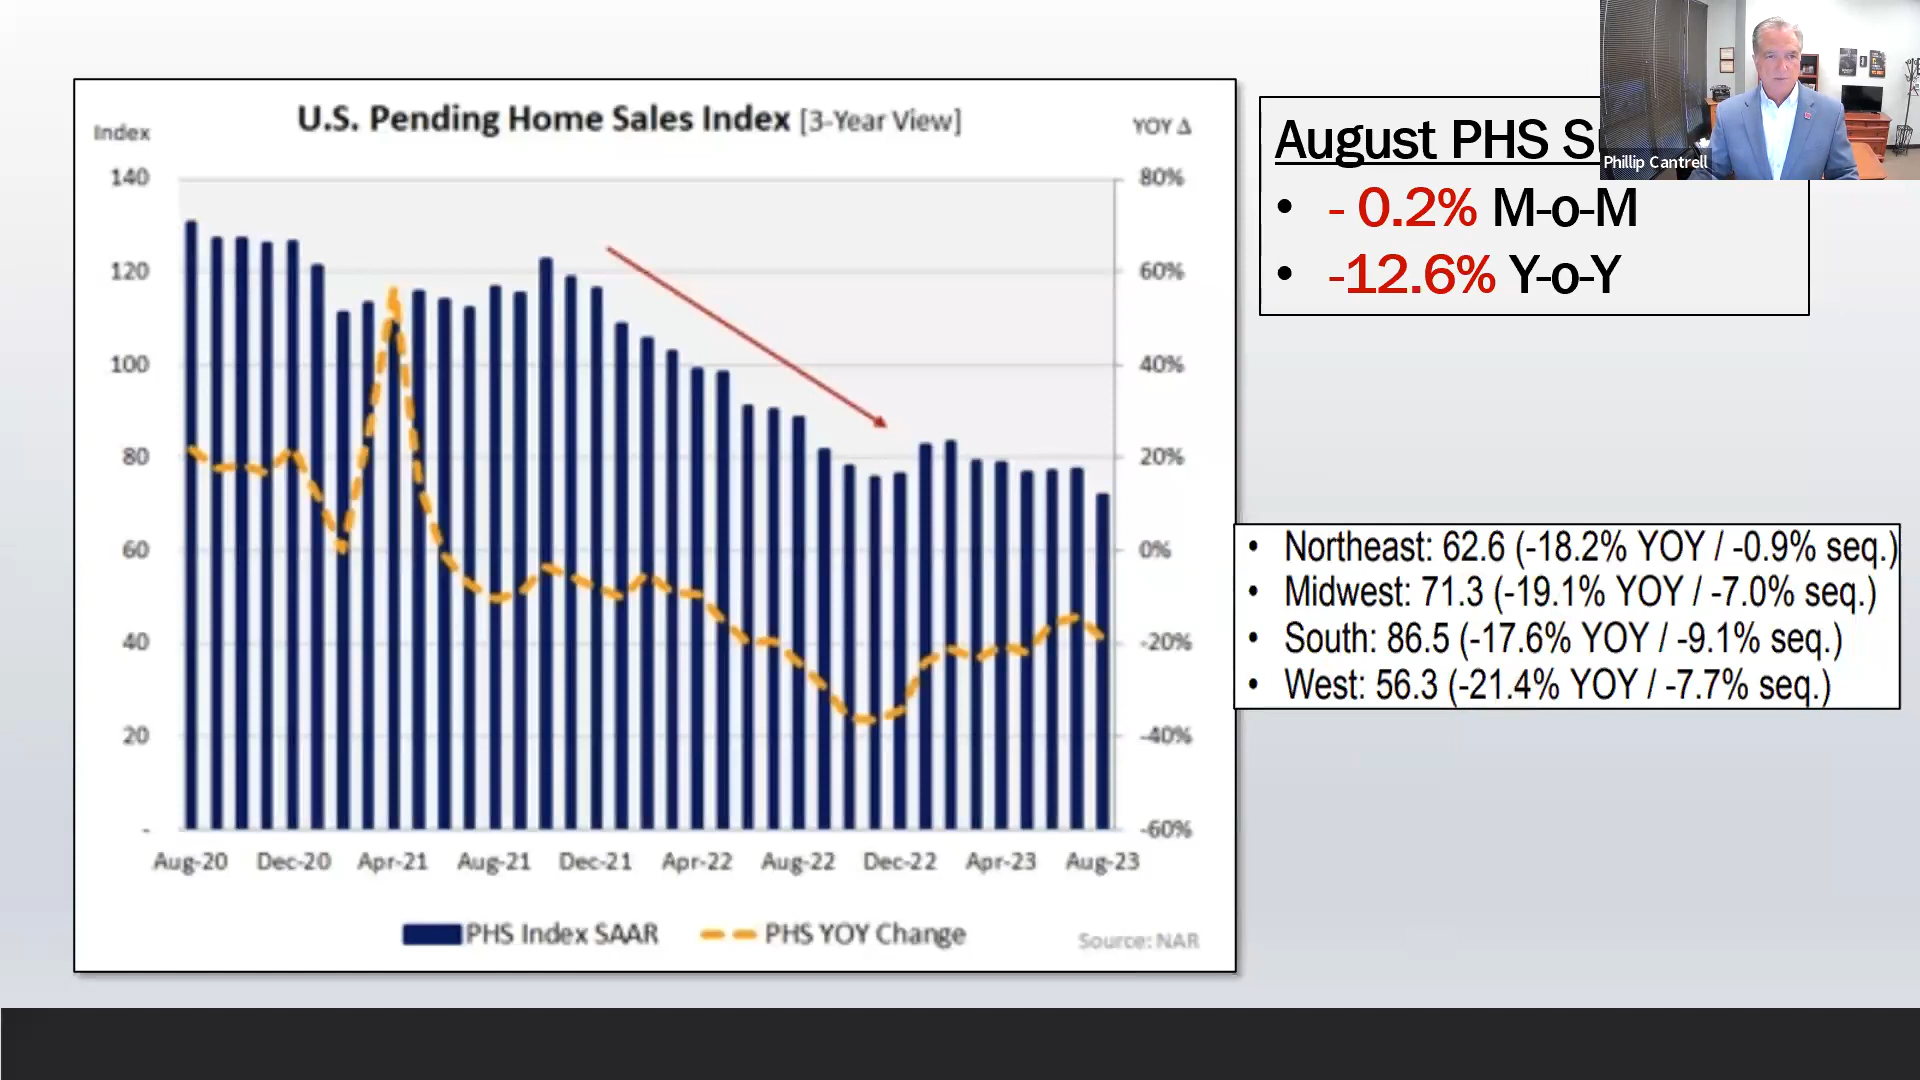 U.S. Pending Home Sales Index [3-Year View]
Index
YOY Δ
140
120
100
80
60
40
20
-
80%
60%
40%
20%
0%
-20%
-40%
-60%
Aug-20 Dec-20 Apr-21 Aug-21 Dec-21 Apr-22 Aug-22 Dec-22 Apr-23 Aug-23
PHS Index SAAR PHS YOY Change
Source: NAR
August PHS
• - 0.2% M-o-M
• -12.6% Y-o-Y
Phillip Cantrell
• Northeast: 62.6 (-18.2% YOY / -0.9% seq.)
• Midwest: 71.3 (-19.1% YOY / -7.0% seq.)
• South: 86.5 (-17.6% YOY / -9.1% seq.)
• West: 56.3 (-21.4% YOY / -7.7% seq.)